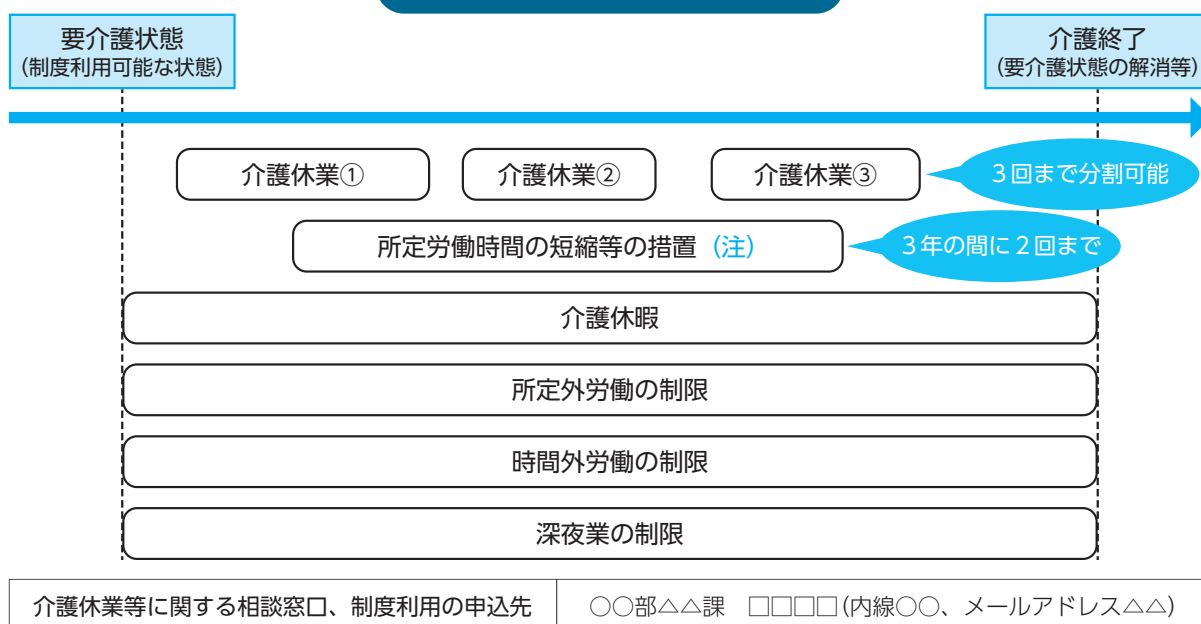 要介護状態
(制度利用可能な状態)
介護終了
(要介護状態の解消等)
介護休業①
介護休業②
介護休業③
3回まで分割可能
所定労働時間の短縮等の措置（注）
3年の間に2回まで
介護休暇
所定外労働の制限
時間外労働の制限
深夜業の制限
介護休業等に関する相談窓口、制度利用の申込先
○○部△△課　□□□□(内線○○、メールアドレス△△)